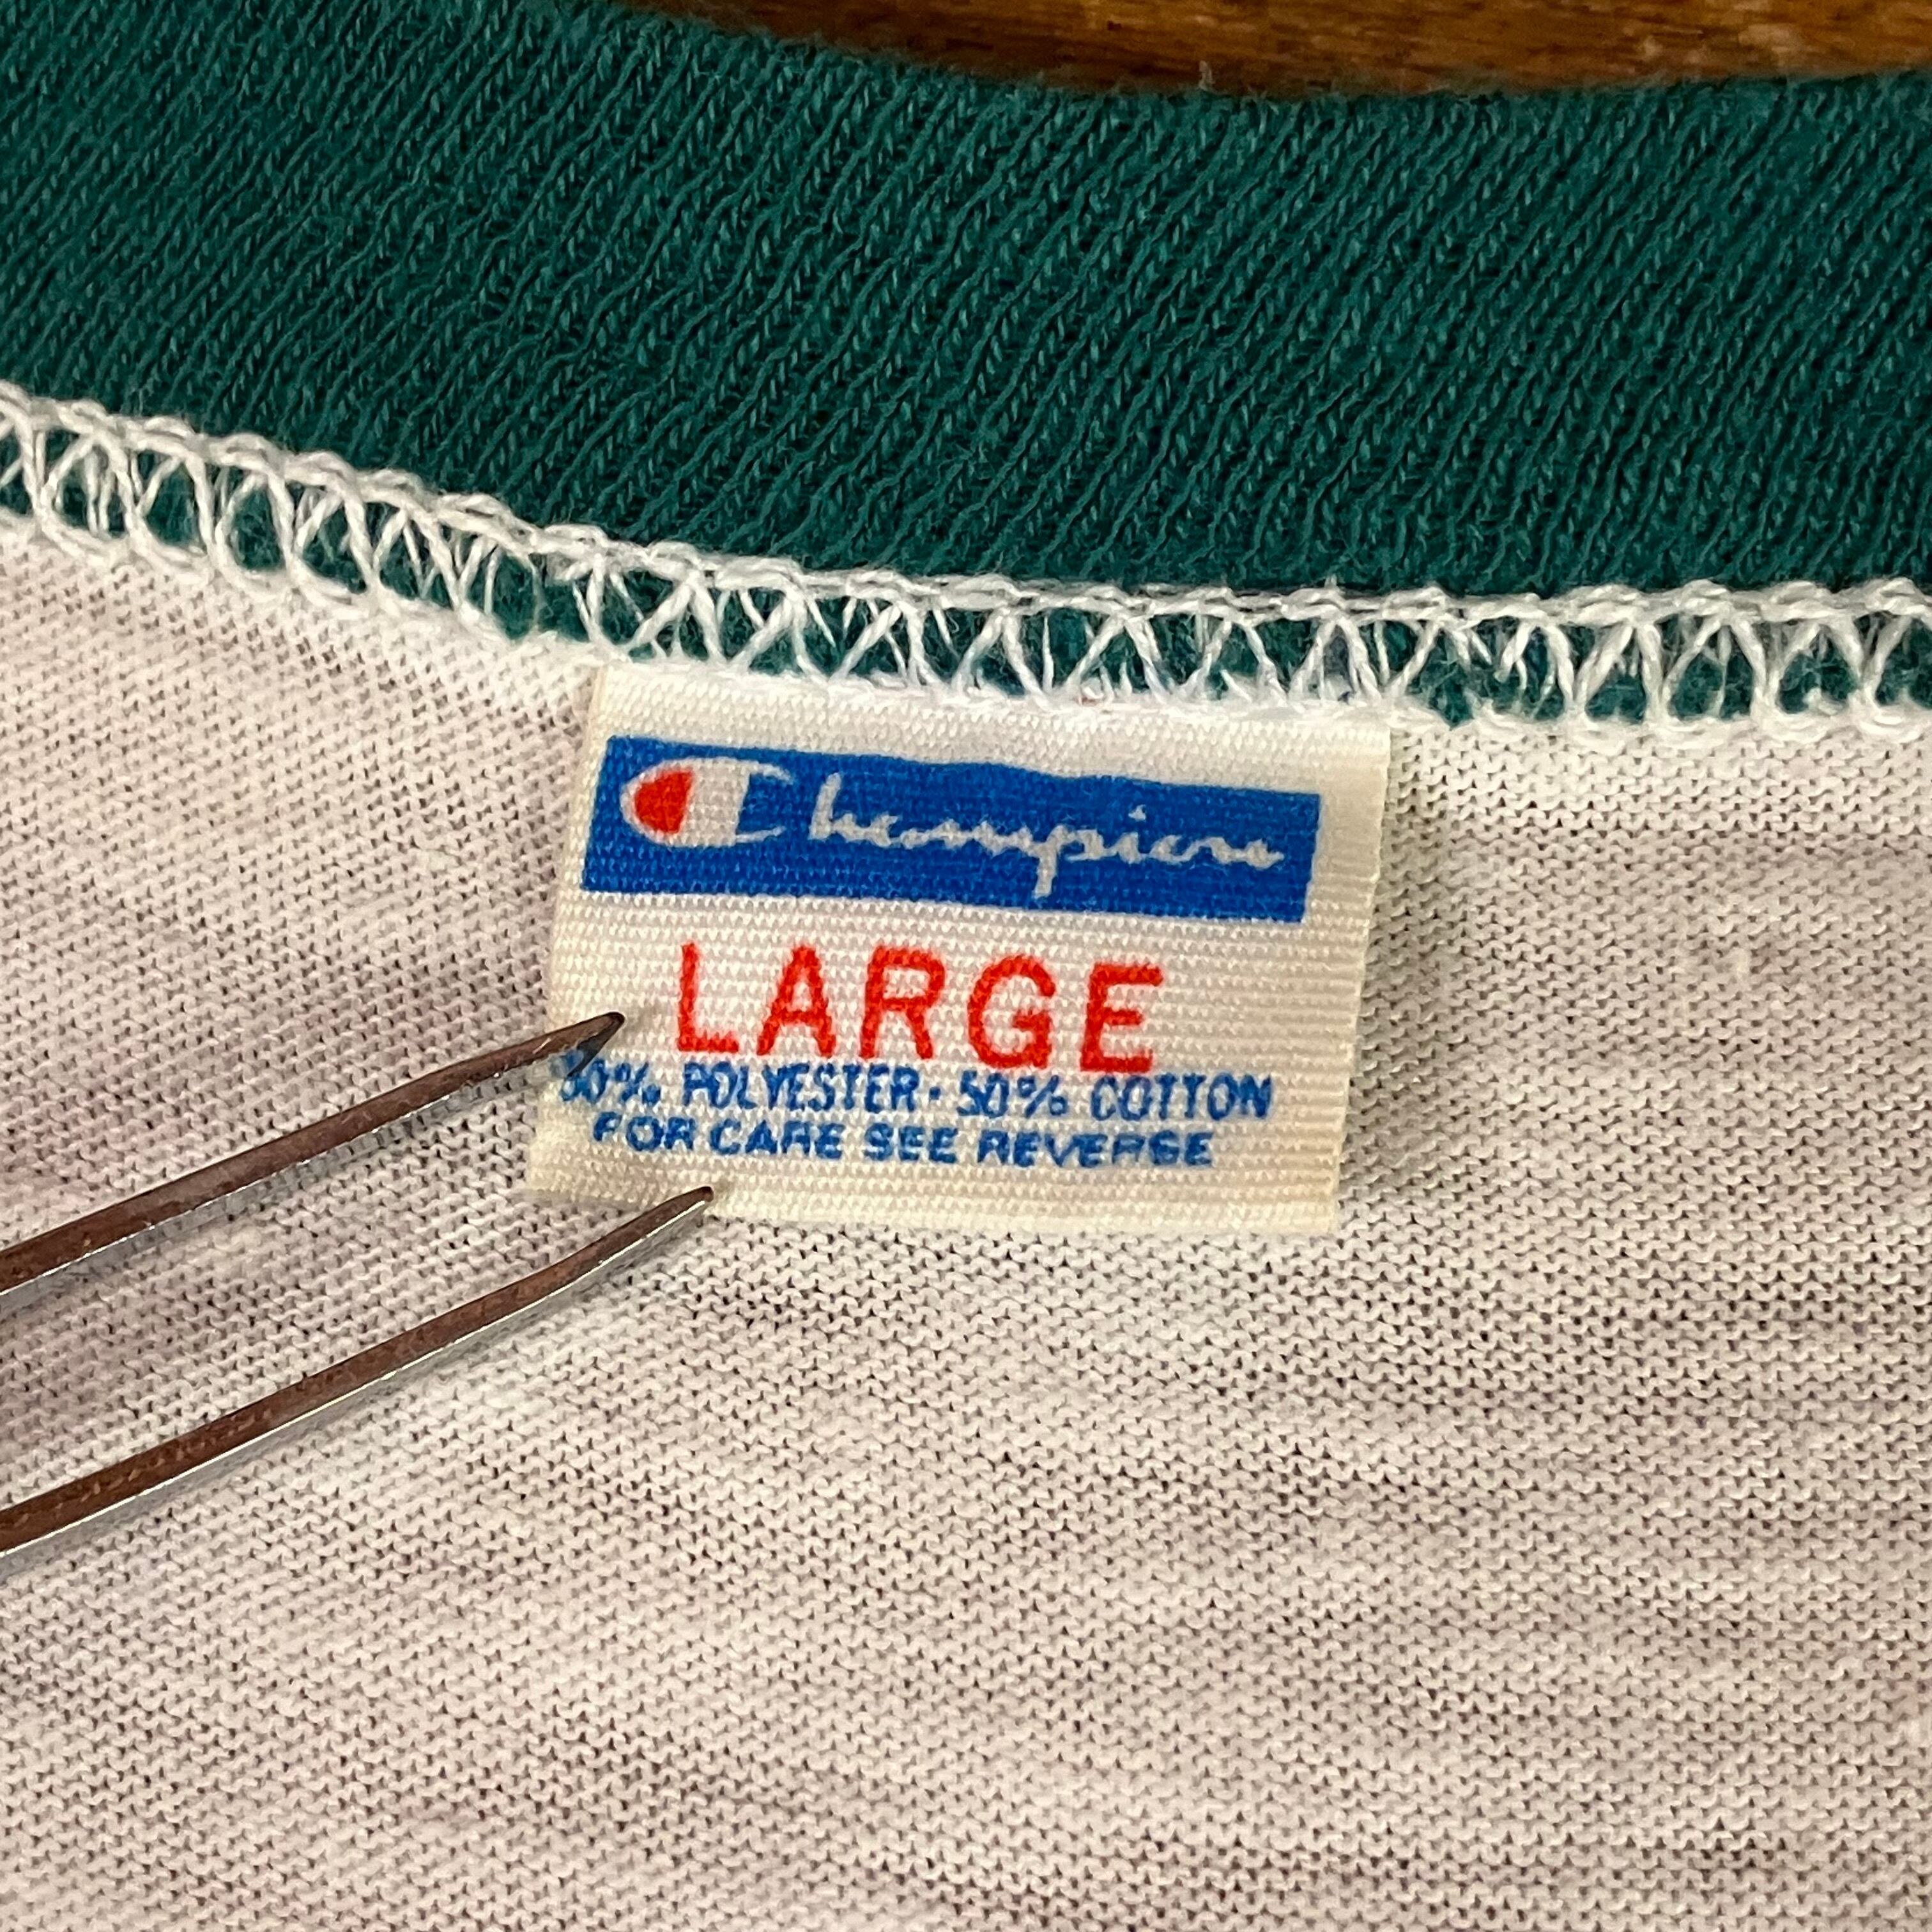 Champion
LARGE
50% POLYESTER · 50% COTTON
FOR CARE SEE REVERSE